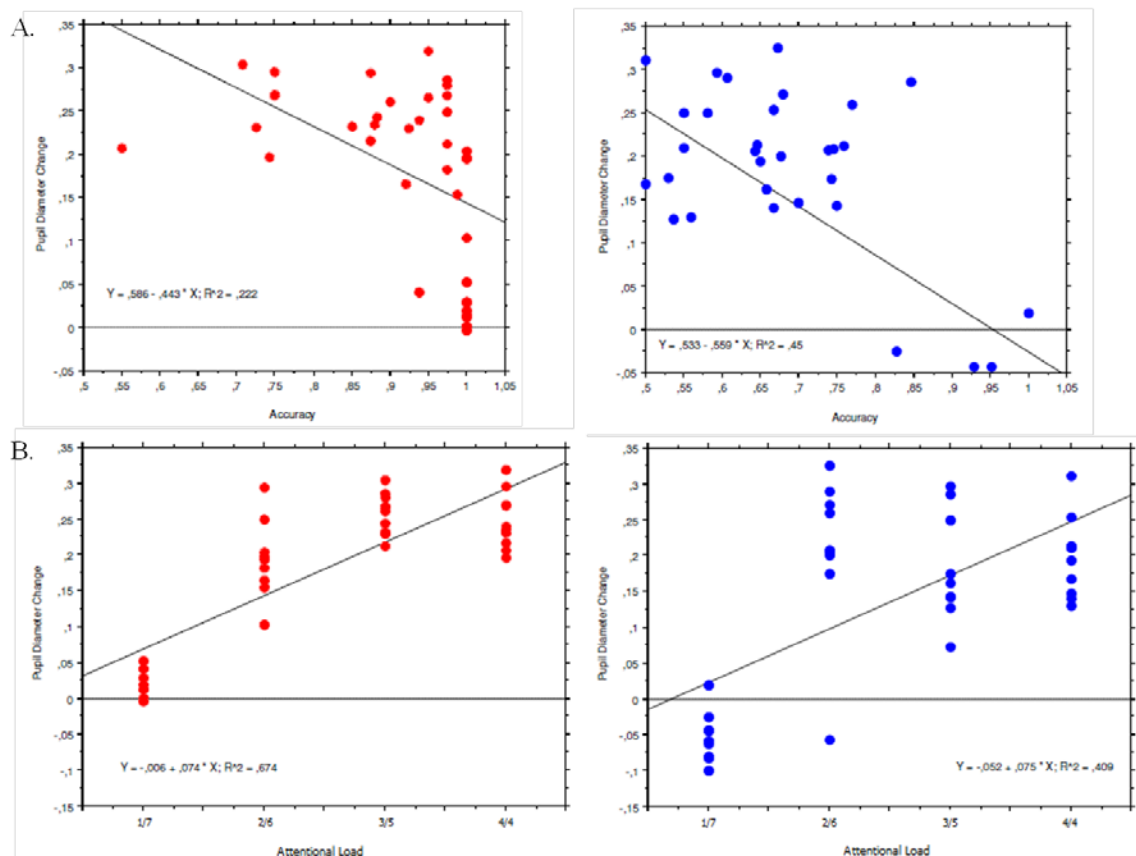 A.
,35
,3
,25
,2
,15
,1
,05
0
-,05
Pupil Diameter Change
Y = ,586 - ,443 * X; R^2 = ,222
,5 ,55 ,6 ,65 ,7 ,75 ,8 ,85 ,9 ,95 1 1,05
Accuracy
,35
,3
,25
,2
,15
,1
,05
0
-,05
Pupil Diameter Change
Y = ,533 - ,559 * X; R^2 = ,45
,5 ,55 ,6 ,65 ,7 ,75 ,8 ,85 ,9 ,95 1 1,05
Accuracy
B.
,35
,3
,25
,2
,15
,1
,05
0
-,05
-,1
-,15
Pupil Diameter Change
Y = -,006 + ,074 * X; R^2 = ,674
1/7 2/6 3/5 4/4
Attentional Load
,35
,3
,25
,2
,15
,1
,05
0
-,05
-,1
-,15
Pupil Diameter Change
Y = -,052 + ,075 * X; R^2 = ,409
1/7 2/6 3/5 4/4
Attentional Load